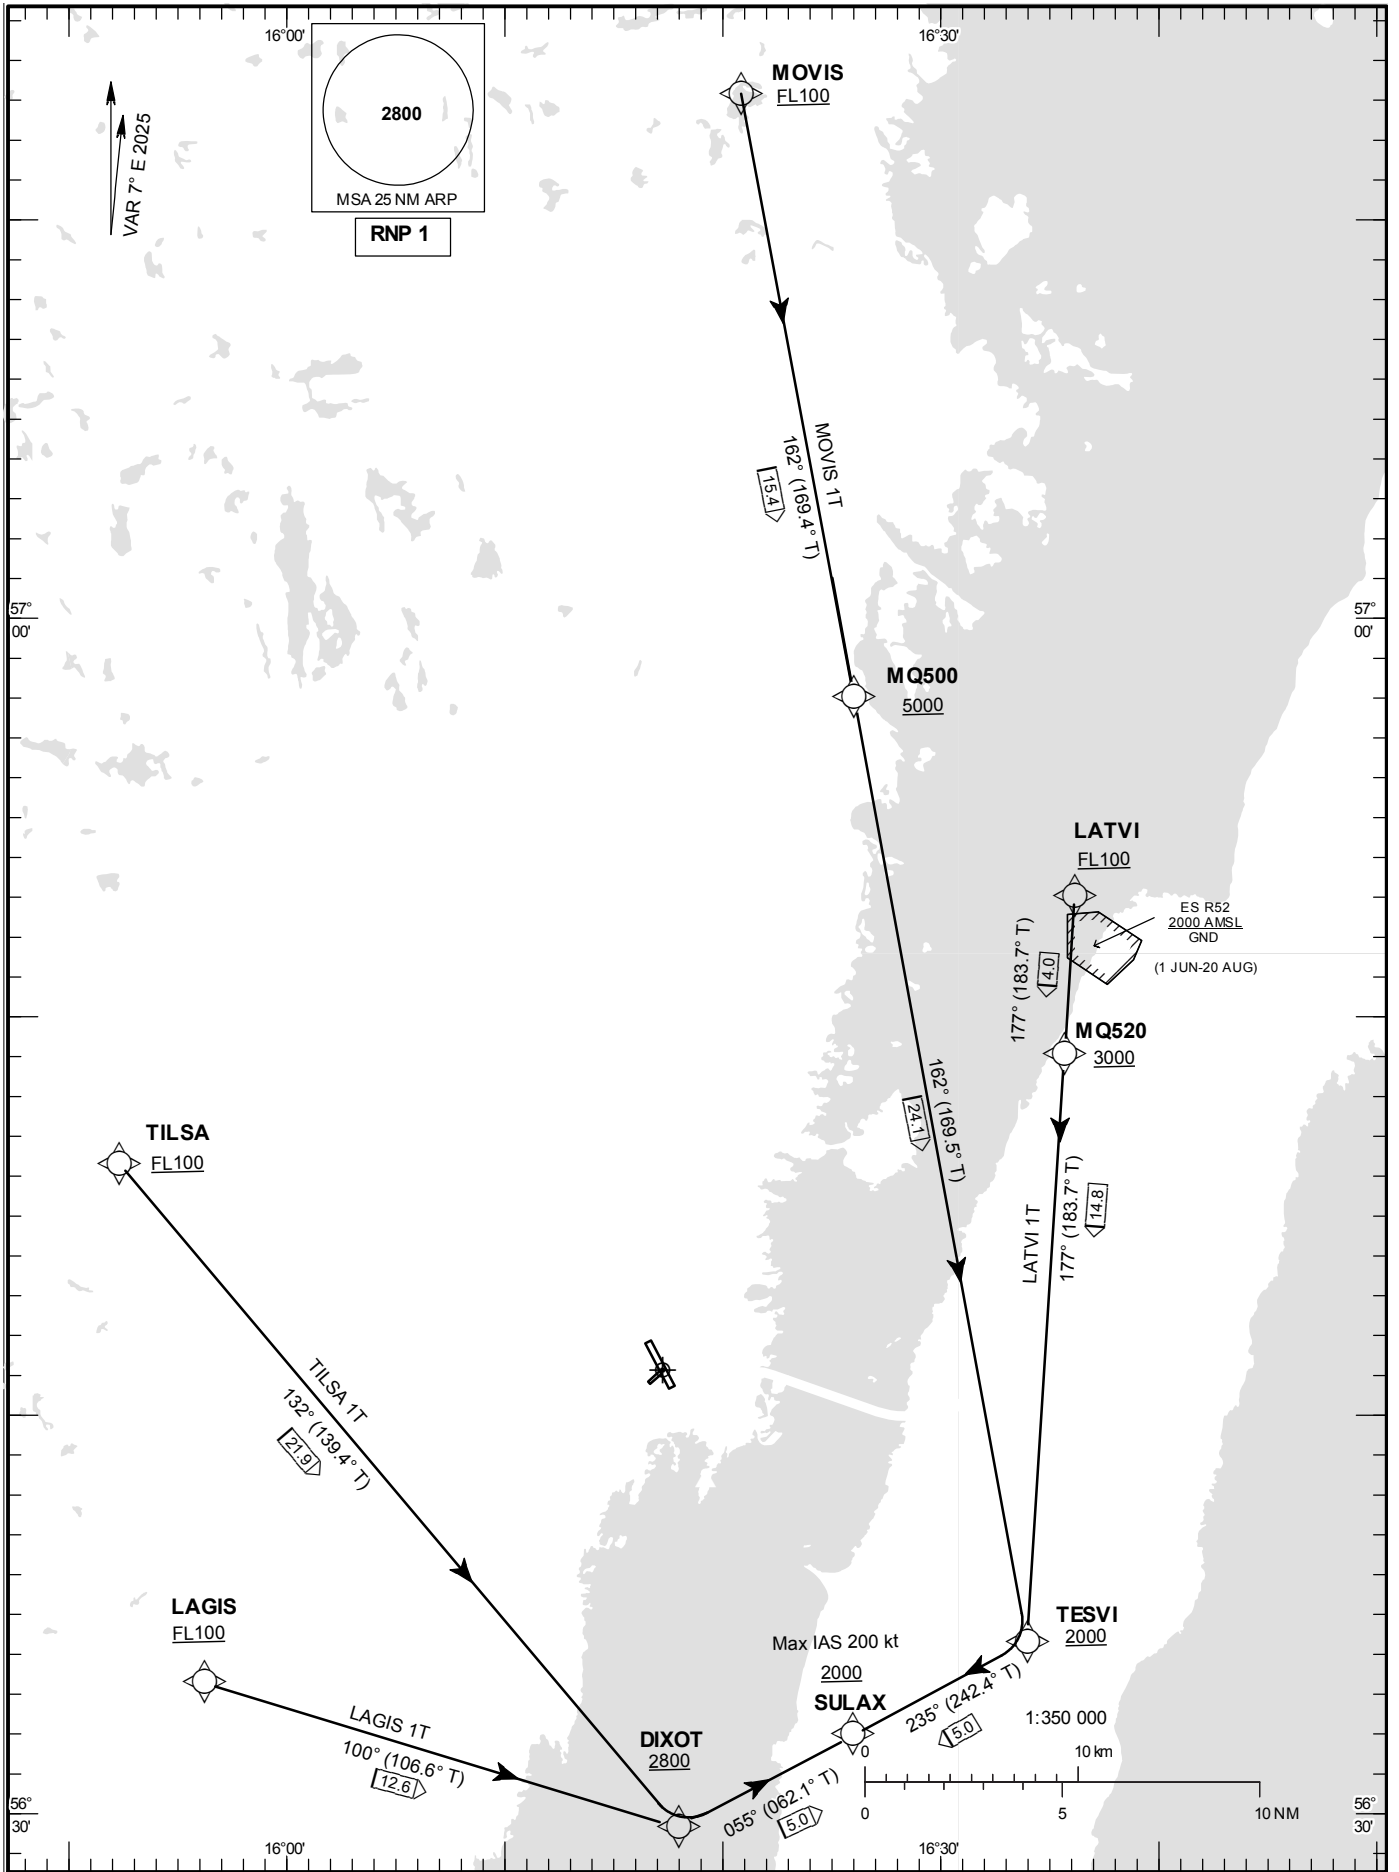 16°00'
16°30'
2800
MSA 25 NM ARP
RNP 1
VAR 7° E 2025
MOVIS
FL100
MOVIS 1T
162° (169.4° T)
15.4
57°
00'
57°
00'
MQ500
5000
LATVI
FL100
ES R52
2000 AMSL
GND
(1 JUN-20 AUG)
177° (183.7° T)
4.0
MQ520
3000
162° (169.5° T)
24.1
TILSA
FL100
LATVI 1T
177° (183.7° T)
14.8
TILSA 1T
132° (139.4° T)
21.9
LAGIS
FL100
TESVI
2000
Max IAS 200 kt
2000
SULAX
235° (242.4° T)
5.0
LAGIS 1T
100° (106.6° T)
12.6
DIXOT
2800
055° (062.1° T)
5.0
1:350 000
0
10 km
0
5
10 NM
56°
30'
56°
30'
16°00'
16°30'